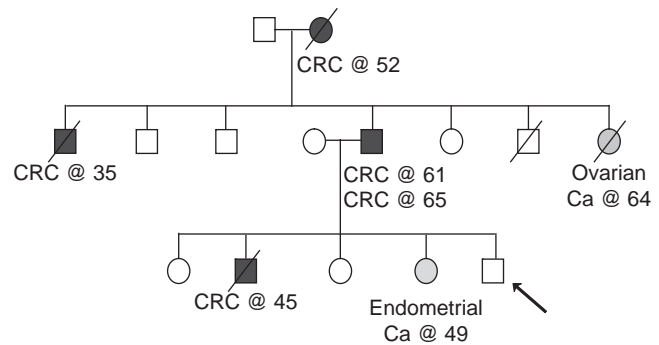 CRC @ 52
CRC @ 35
CRC @ 61
CRC @ 65
Ovarian
Ca @ 64
CRC @ 45
Endometrial
Ca @ 49